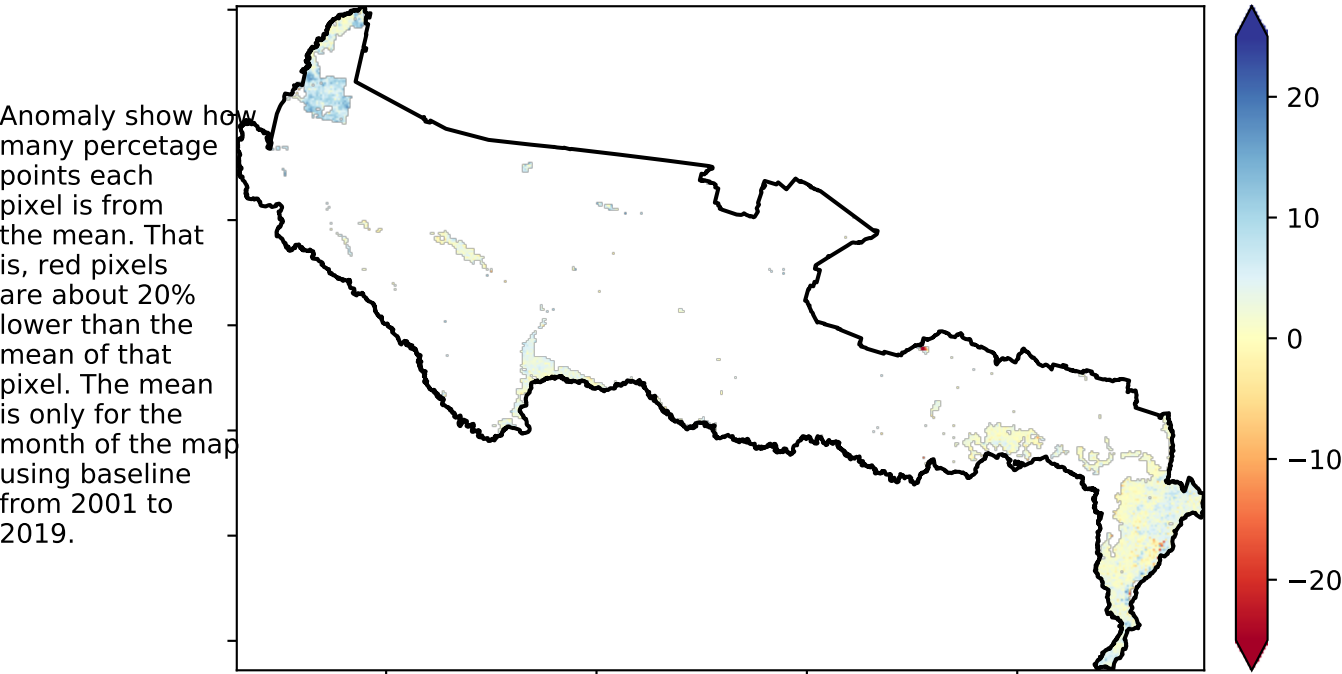 Anomaly show how
many percetage
points each
pixel is from
the mean. That
is, red pixels
are about 20%
lower than the
mean of that
pixel. The mean
is only for the
month of the map
using baseline
from 2001 to
2019.
20
10
0
−10
−20